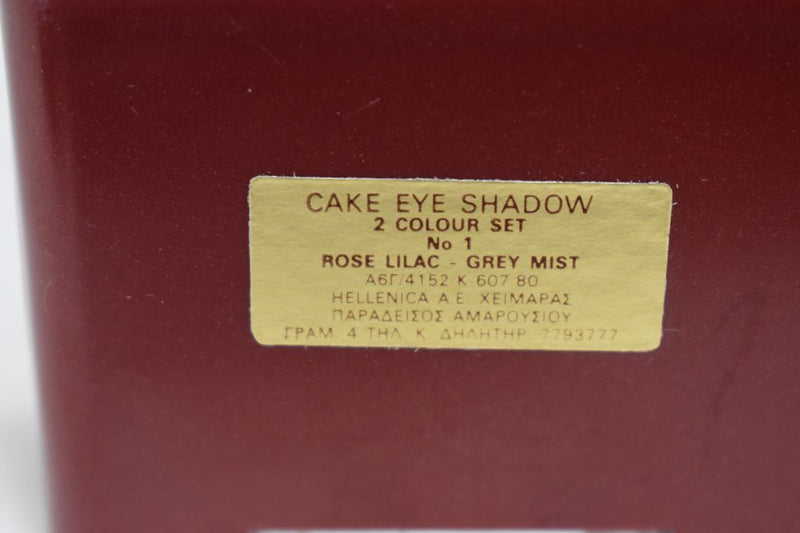 CAKE EYE SHADOW
2 COLOUR SET
No 1
ROSE LILAC - GREY MIST
Α6Γ/4152 Κ 607 80
HELLENICA A.E. ΧΕΙΜΑΡΑΣ
ΠΑΡΑΔΕΙΣΟΣ ΑΜΑΡΟΥΣΙΟΥ
ΓΡΑΜ. 4 ΤΗΛ. Κ. ΔΗΛΗΤΗΡ. 7793777